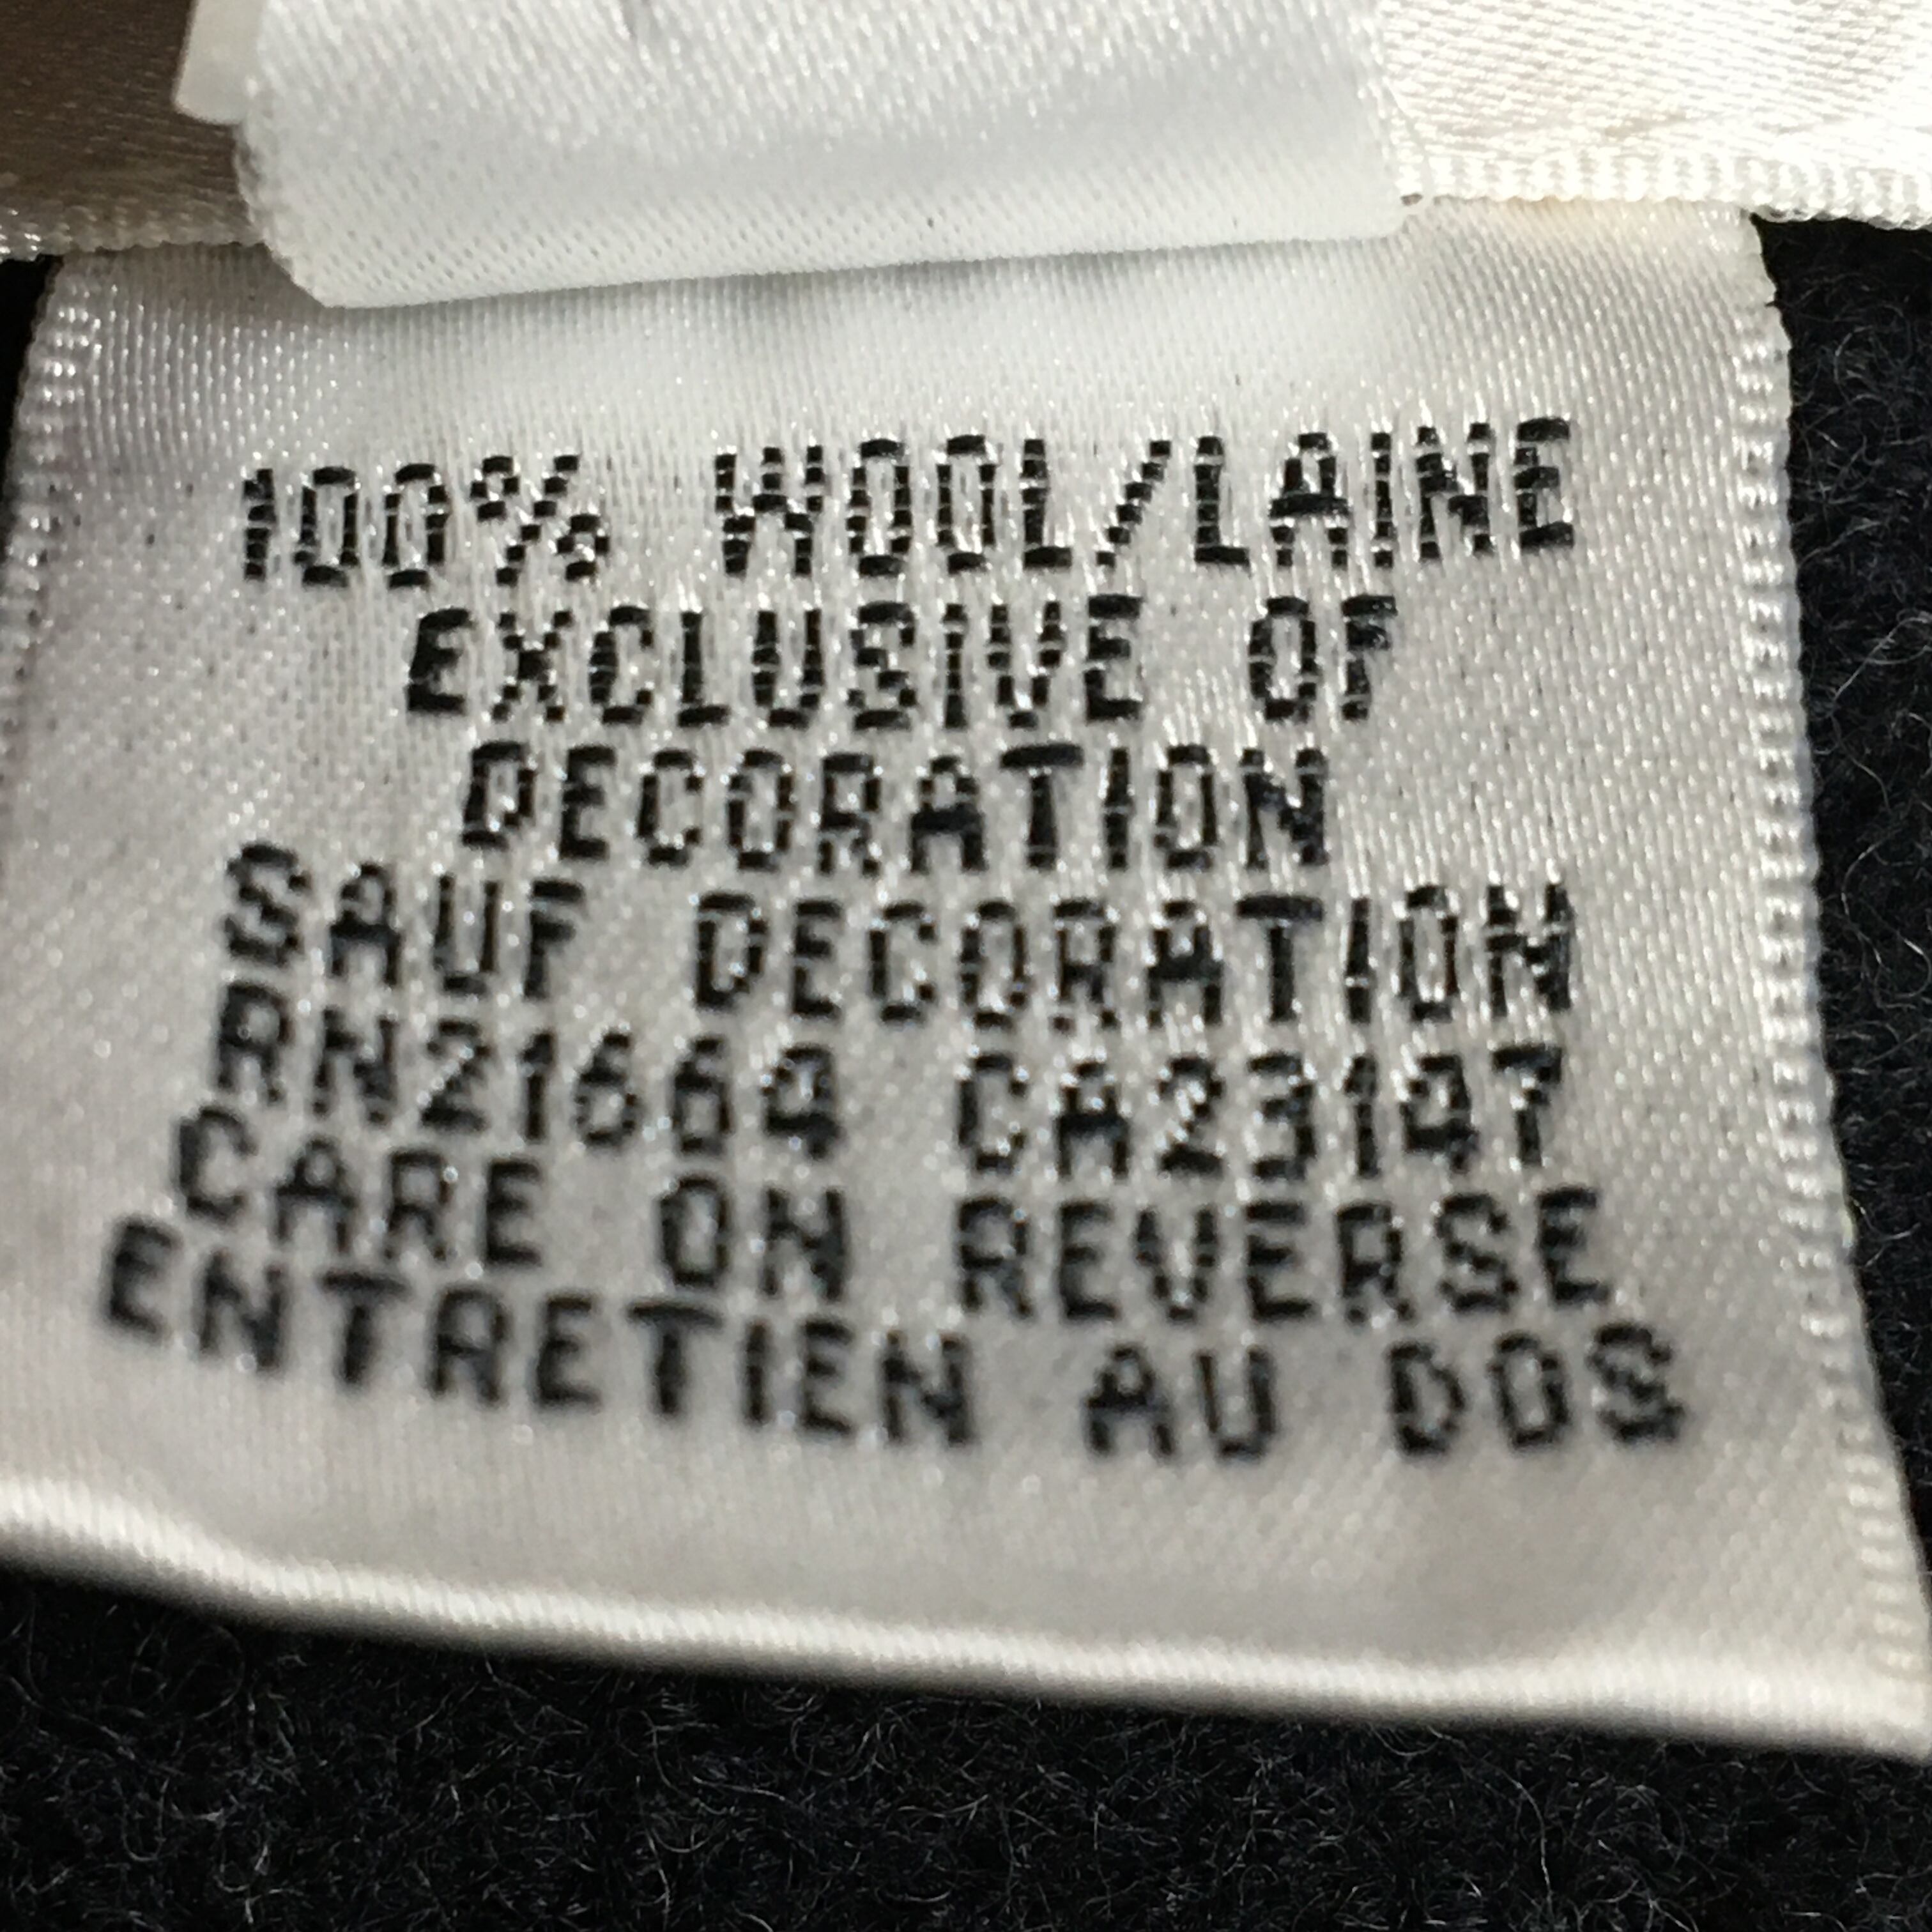 100% WOOL/LAINE
EXCLUSIVE OF
DECORATION
SAUF DECORATION
RN21664 CA23147
CARE ON REVERSE
ENTRETIEN AU DOS